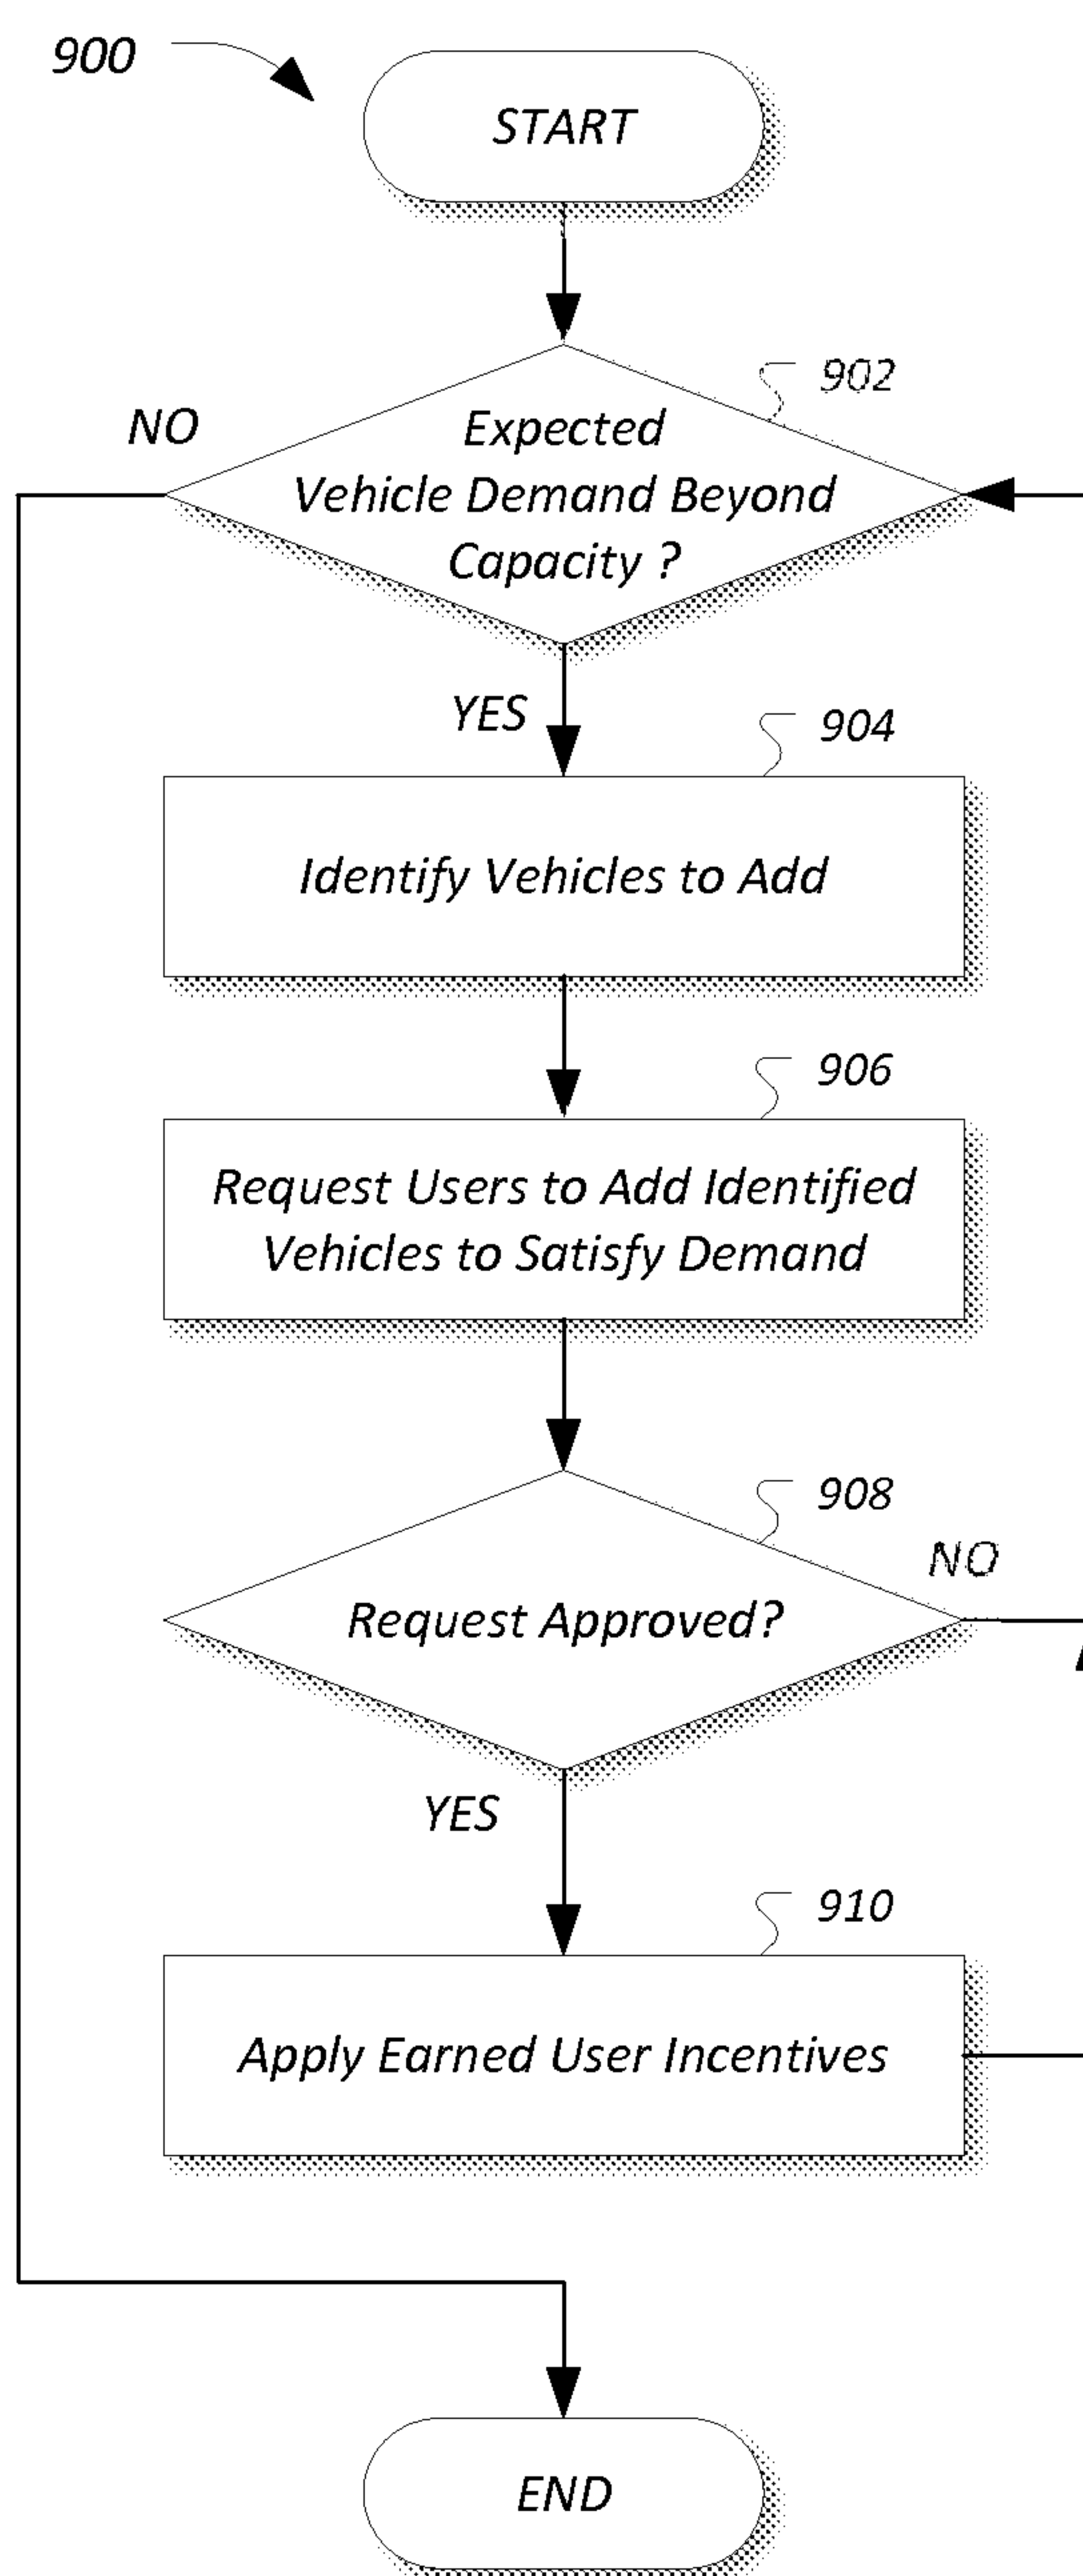 900
START
902
NO
Expected
Vehicle Demand Beyond
Capacity ?
YES
904
Identify Vehicles to Add
906
Request Users to Add Identified
Vehicles to Satisfy Demand
908
NO
Request Approved?
YES
910
Apply Earned User Incentives
END